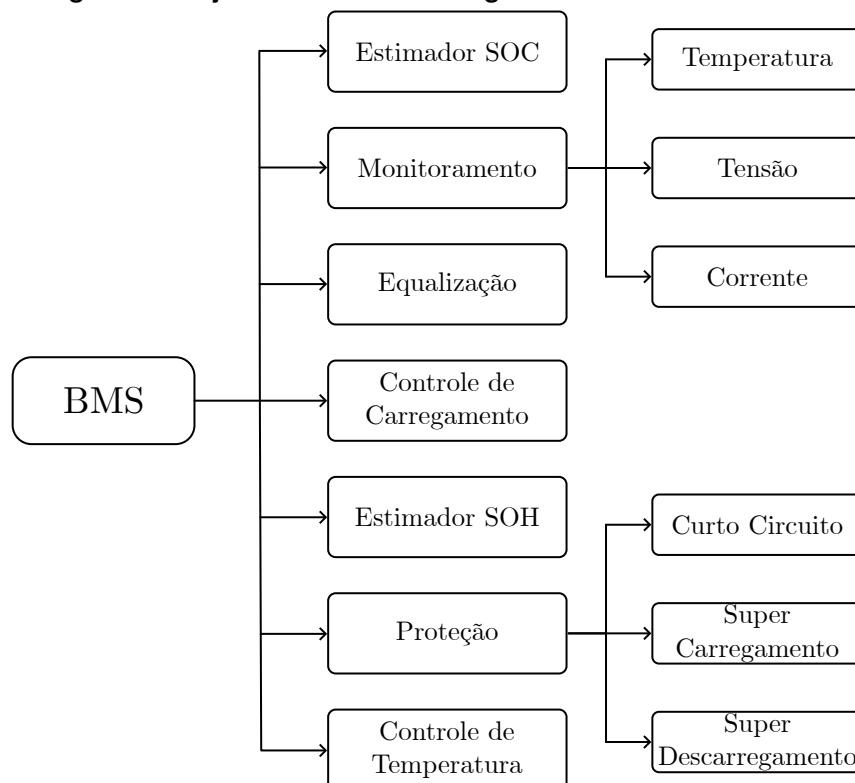 Estimador SOC
Temperatura
Monitoramento
Tensão
Equalização
Corrente
BMS
Controle de
Carregamento
Estimador SOH
Curto Circuito
Proteção
Super
Carregamento
Controle de
Temperatura
Super
Descarregamento